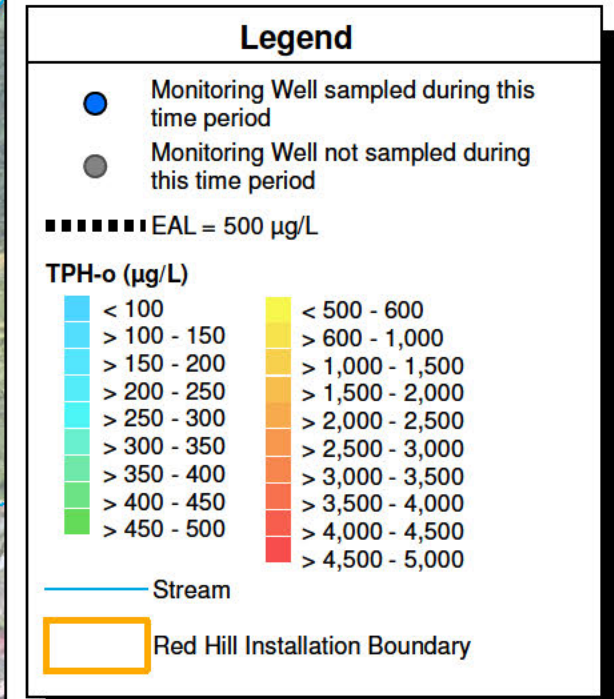 Legend
Monitoring Well sampled during this
time period
Monitoring Well not sampled during
this time period
EAL = 500 µg/L
TPH-o (µg/L)
< 100
> 100 - 150
> 150 - 200
> 200 - 250
> 250 - 300
> 300 - 350
> 350 - 400
> 400 - 450
> 450 - 500
< 500 - 600
> 600 - 1,000
> 1,000 - 1,500
> 1,500 - 2,000
> 2,000 - 2,500
> 2,500 - 3,000
> 3,000 - 3,500
> 3,500 - 4,000
> 4,000 - 4,500
> 4,500 - 5,000
Stream
Red Hill Installation Boundary